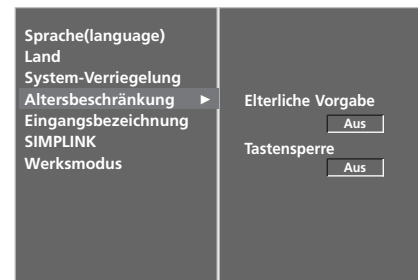 Sprache(language)
Land
System-Verriegelung
Altersbeschränkung ►
Eingangsbezeichnung
SIMPLINK
Werksmodus
Elterliche Vorgabe
Aus
Tastensperre
Aus